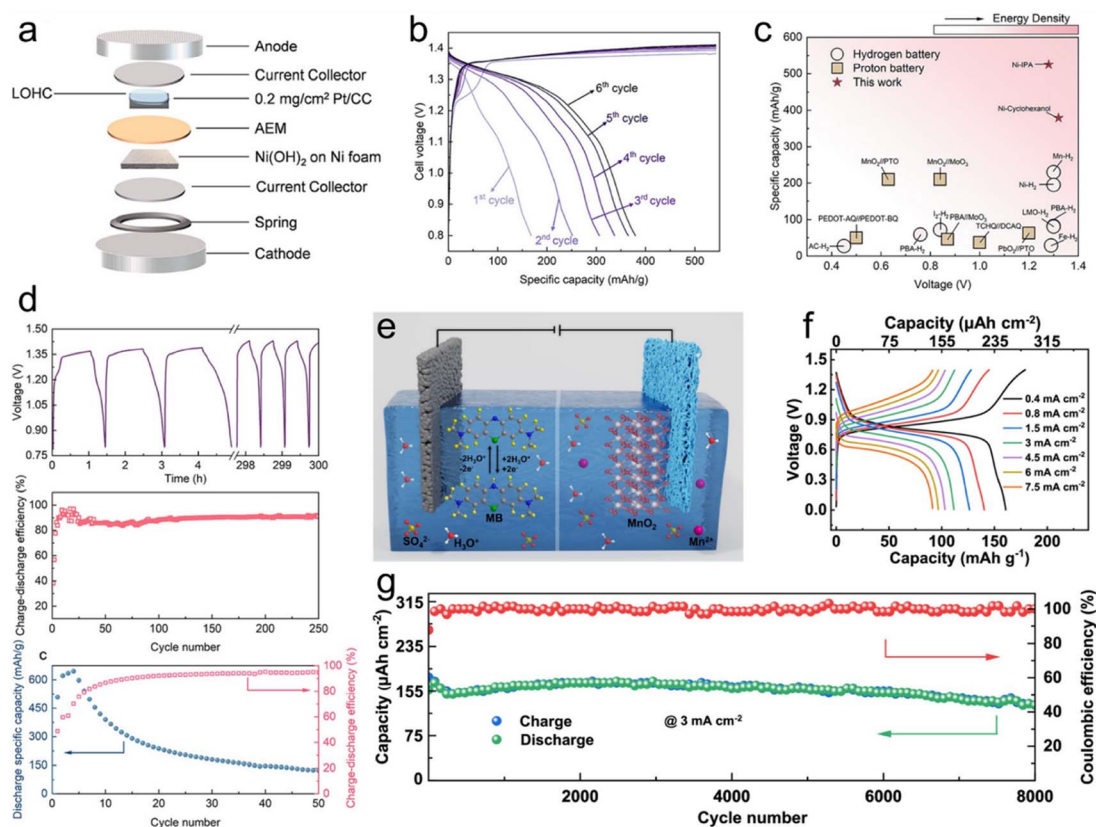 a
Anode
Current Collector
LOHC
0.2 mg/cm² Pt/CC
AEM
Ni(OH)₂ on Ni foam
Current Collector
Spring
Cathode
b
Cell voltage (V)
1.4
1.3
1.2
1.1
1.0
0.9
0.8
0.7
6th cycle
5th cycle
4th cycle
3rd cycle
2nd cycle
1st cycle
0 100 200 300 400 500
Specific capacity (mAh/g)
c
Energy Density
Hydrogen battery
Proton battery
This work
Specific capacity (mAh/g)
600
500
400
300
200
100
0
Ni-IPA
Ni-Cyclohexanol
MnO₂//PTO
MnO₂//MoO₃
Mn-H₂
Ni-H₂
PEDOT-AQ//PEDOT-BQ
I₂-H₂
PBA//MoO₃
LMO-H₂
PBA-H₂
TCHQ//DCAQ
AC-H₂
PBA-H₂
PbO₂//PTO
Fe-H₂
0.4 0.6 0.8 1.0 1.2 1.4
Voltage (V)
d
Voltage (V)
1.50
1.35
1.20
1.05
0.90
0.75
0 1 2 3 4 298 299 300
Time (h)
Charge-discharge efficiency (%)
100
80
60
40
20
0 50 100 150 200 250
Cycle number
c
Discharge specific capacity (mAh/g)
600
450
300
150
0
100
80
60
40
20
0
Charge-discharge efficiency (%)
0 10 20 30 40 50
Cycle number
e
-2H₃O⁺
-2e⁻
+2H₃O⁺
+2e⁻
MB
SO₄²⁻
H₃O⁺
MnO₂
Mn²⁺
f
Capacity (μAh cm⁻²)
0 75 155 235 315
Voltage (V)
1.5
1.2
0.9
0.6
0.3
0.0
0.4 mA cm⁻²
0.8 mA cm⁻²
1.5 mA cm⁻²
3 mA cm⁻²
4.5 mA cm⁻²
6 mA cm⁻²
7.5 mA cm⁻²
0 50 100 150 200
Capacity (mAh g⁻¹)
g
Capacity (μAh cm⁻²)
315
235
155
75
0
Charge
Discharge
@ 3 mA cm⁻²
100
80
60
40
20
Coulombic efficiency (%)
2000 4000 6000 8000
Cycle number